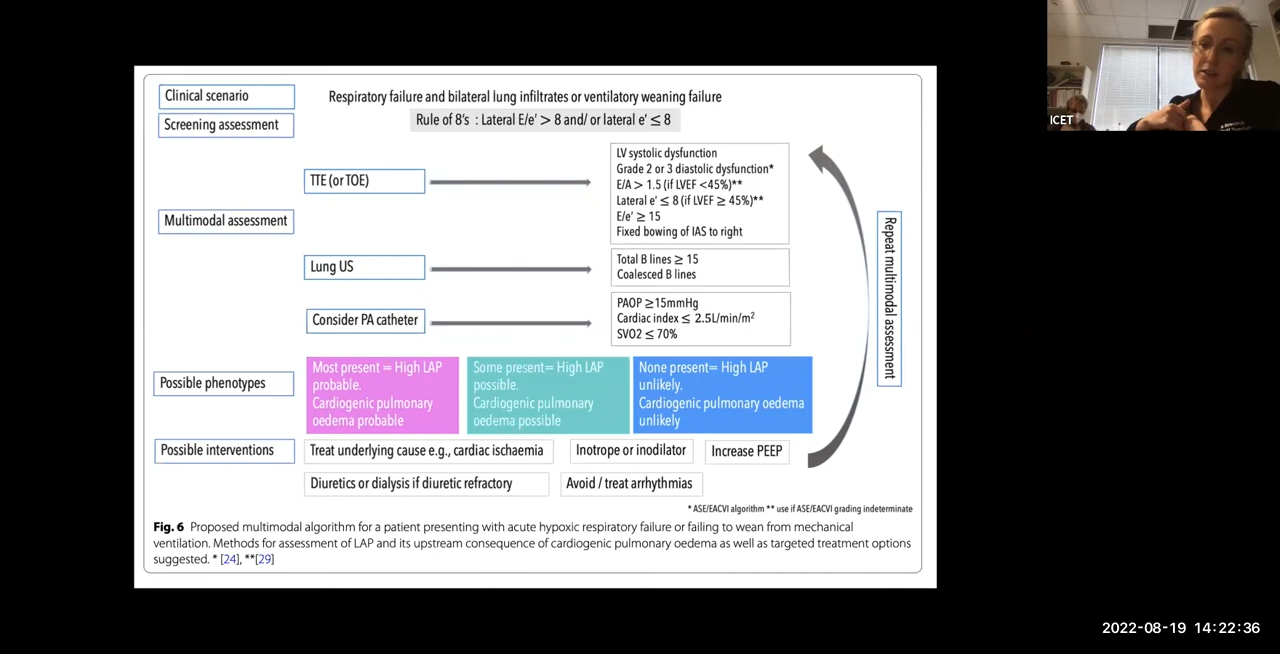 Clinical scenario
Respiratory failure and bilateral lung infiltrates or ventilatory weaning failure
Screening assessment
Rule of 8's : Lateral E/e' > 8 and/ or lateral e' ≤ 8
TTE (or TOE)
LV systolic dysfunction
Grade 2 or 3 diastolic dysfunction*
E/A > 1.5 (if LVEF <45%)**
Lateral e' ≤ 8 (if LVEF ≥ 45%)**
E/e' ≥ 15
Fixed bowing of IAS to right
Multimodal assessment
Lung US
Total B lines ≥ 15
Coalesced B lines
Consider PA catheter
PAOP ≥15mmHg
Cardiac index ≤ 2.5L/min/m²
SVO2 ≤ 70%
Repeat multimodal assessment
Possible phenotypes
Most present = High LAP
probable.
Cardiogenic pulmonary
oedema probable
Some present= High LAP
possible.
Cardiogenic pulmonary
oedema possible
None present= High LAP
unlikely.
Cardiogenic pulmonary oedema
unlikely
Possible interventions
Treat underlying cause e.g., cardiac ischaemia
Inotrope or inodilator
Increase PEEP
Diuretics or dialysis if diuretic refractory
Avoid / treat arrhythmias
* ASE/EACVI algorithm ** use if ASE/EACVI grading indeterminate
Fig. 6 Proposed multimodal algorithm for a patient presenting with acute hypoxic respiratory failure or failing to wean from mechanical
ventilation. Methods for assessment of LAP and its upstream consequence of cardiogenic pulmonary oedema as well as targeted treatment options
suggested. * [24], **[29]
ICET
2022-08-19 14:22:36